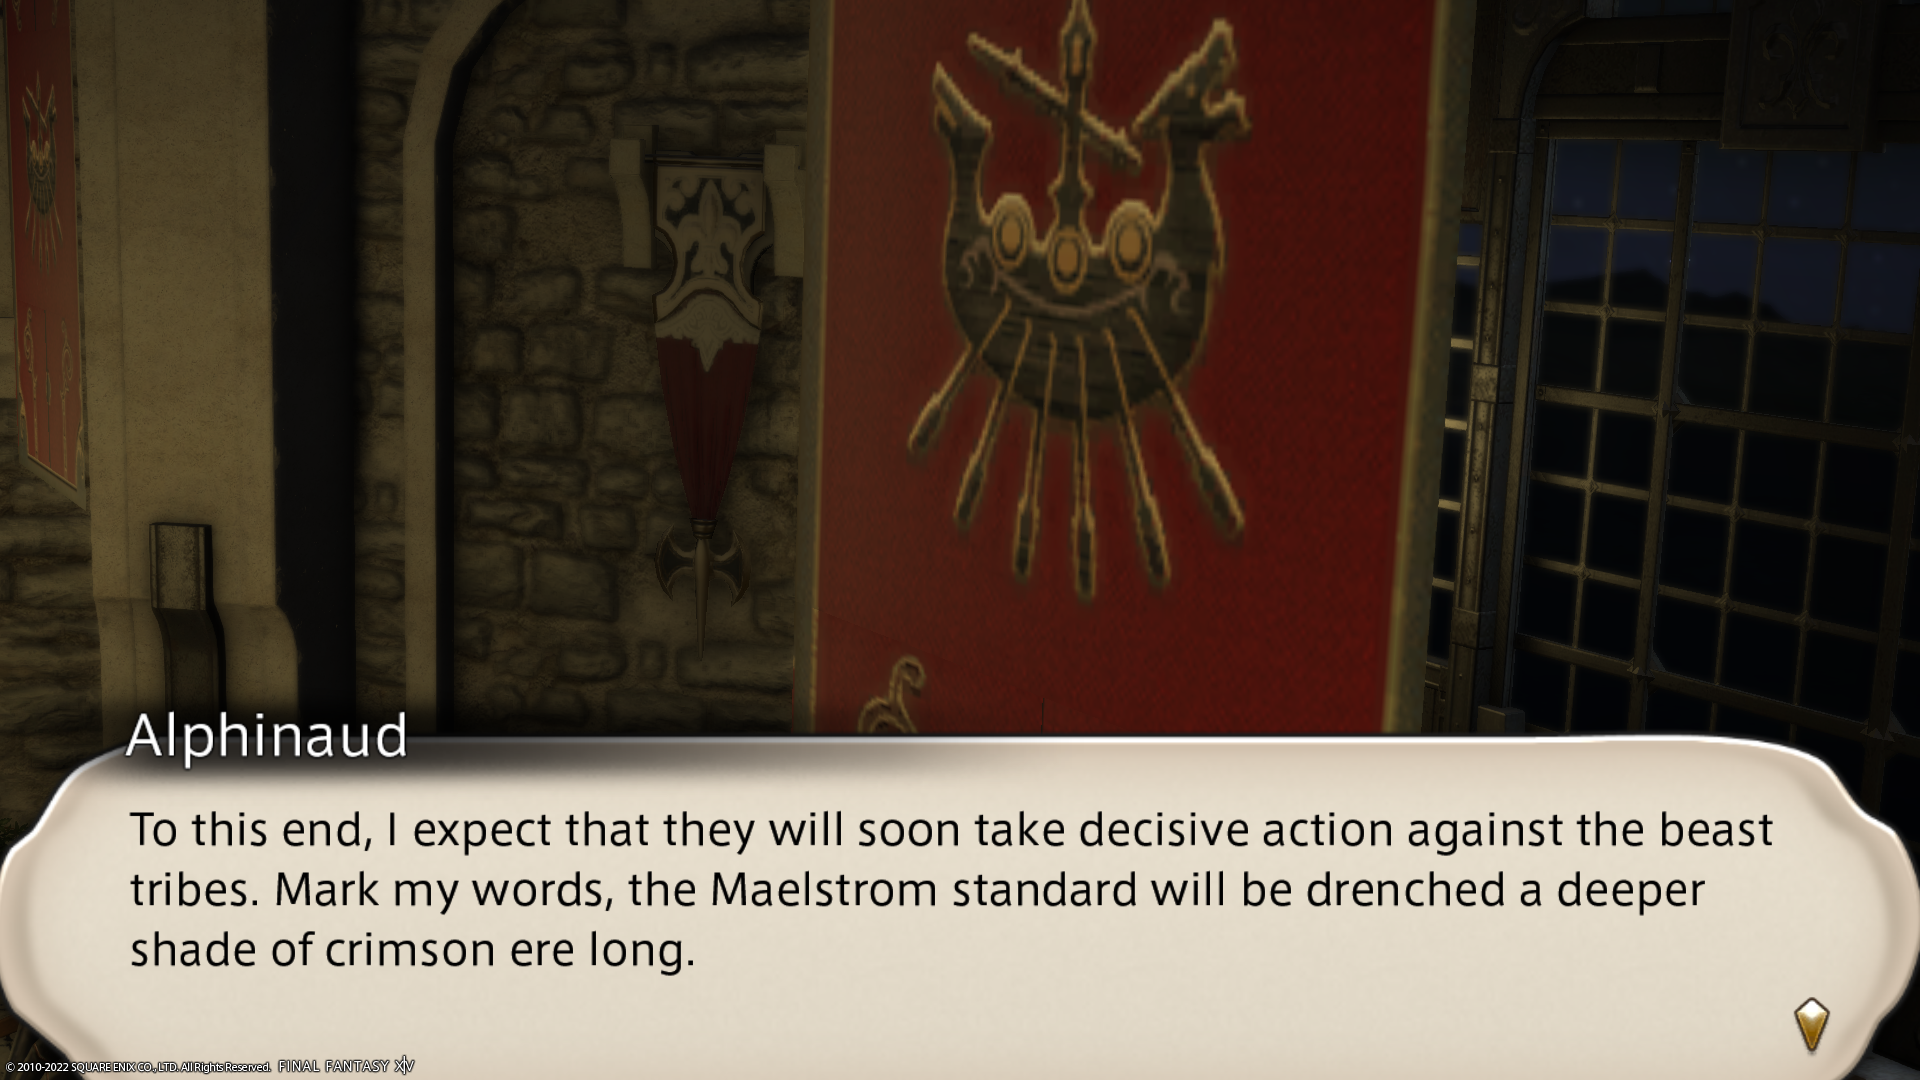 Alphinaud
To this end, I expect that they will soon take decisive action against the beast
tribes. Mark my words, the Maelstrom standard will be drenched a deeper
shade of crimson ere long.
© 2010-2022 SQUARE ENIX CO., LTD. All Rights Reserved. FINAL FANTASY XIV